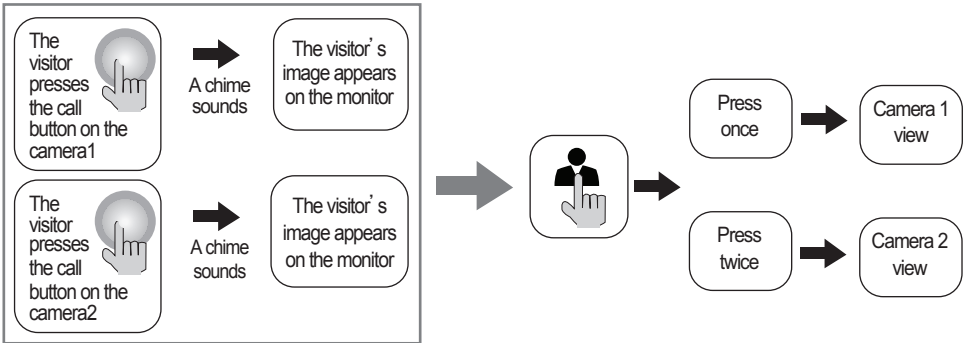 The
visitor
presses
the call
button on the
camera1
A chime
sounds
The visitor’ s
image appears
on the monitor
The
visitor
presses
the call
button on the
camera2
A chime
sounds
The visitor’ s
image appears
on the monitor
Press
once
Camera 1
view
Press
twice
Camera 2
view